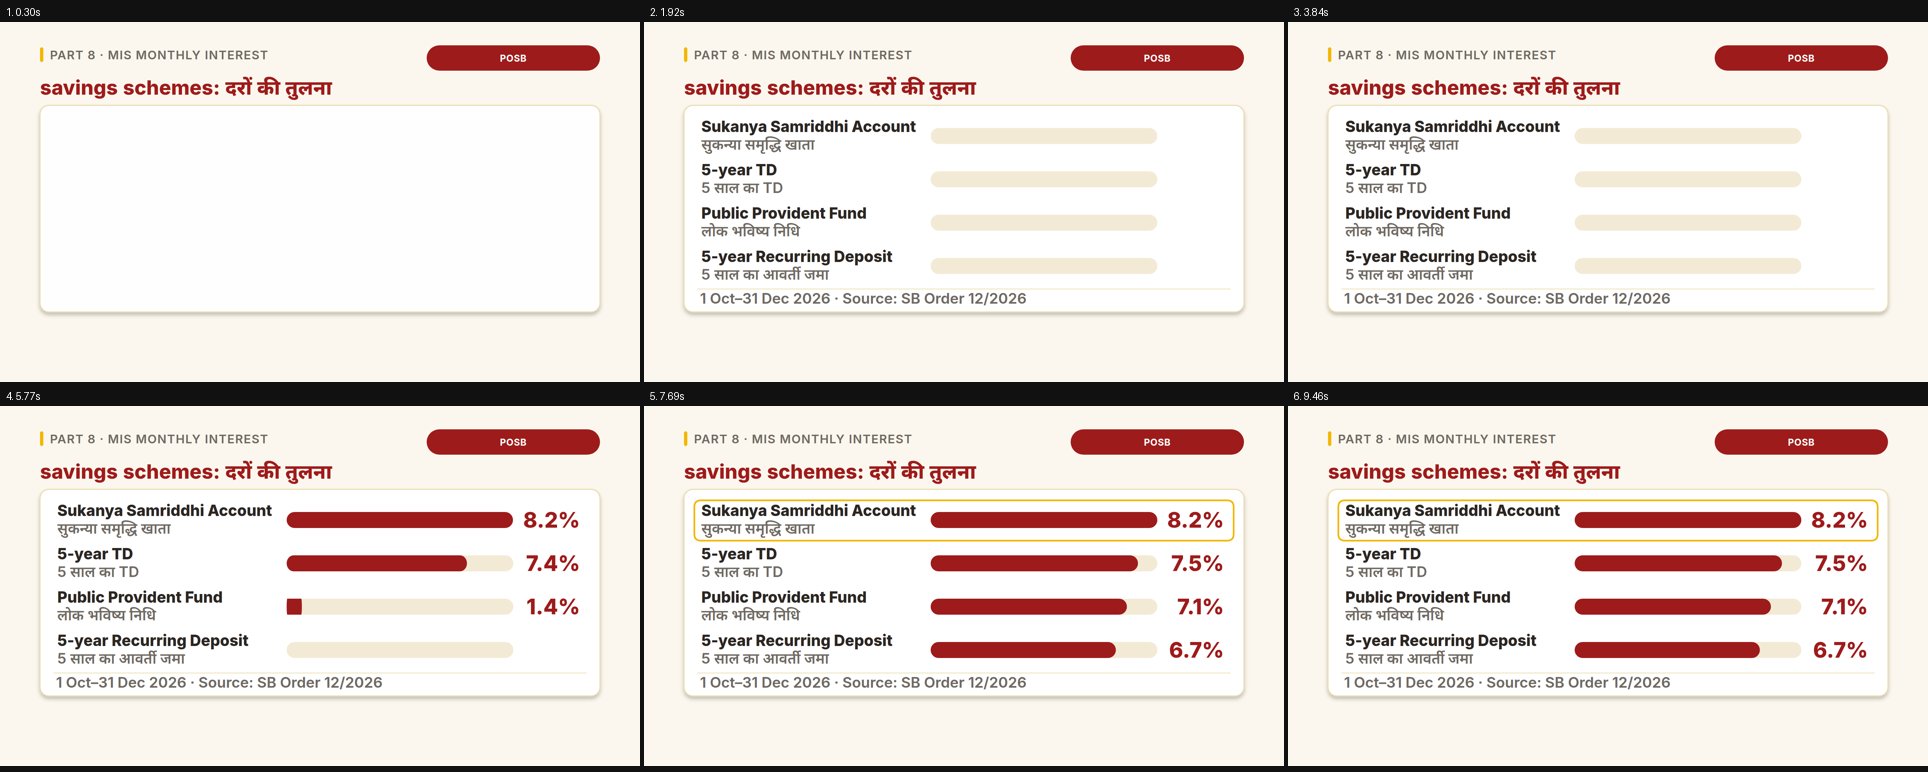 1. 0.30s
PART 8 · MIS MONTHLY INTEREST
POSB
savings schemes: दरों की तुलना
2. 1.92s
PART 8 · MIS MONTHLY INTEREST
POSB
savings schemes: दरों की तुलना
Sukanya Samriddhi Account
सुकन्या समृद्धि खाता
5-year TD
5 साल का TD
Public Provident Fund
लोक भविष्य निधि
5-year Recurring Deposit
5 साल का आवर्ती जमा
1 Oct–31 Dec 2026 · Source: SB Order 12/2026
3. 3.84s
PART 8 · MIS MONTHLY INTEREST
POSB
savings schemes: दरों की तुलना
Sukanya Samriddhi Account
सुकन्या समृद्धि खाता
5-year TD
5 साल का TD
Public Provident Fund
लोक भविष्य निधि
5-year Recurring Deposit
5 साल का आवर्ती जमा
1 Oct–31 Dec 2026 · Source: SB Order 12/2026
4. 5.77s
PART 8 · MIS MONTHLY INTEREST
POSB
savings schemes: दरों की तुलना
Sukanya Samriddhi Account
सुकन्या समृद्धि खाता
8.2%
5-year TD
5 साल का TD
7.4%
Public Provident Fund
लोक भविष्य निधि
1.4%
5-year Recurring Deposit
5 साल का आवर्ती जमा
1 Oct–31 Dec 2026 · Source: SB Order 12/2026
5. 7.69s
PART 8 · MIS MONTHLY INTEREST
POSB
savings schemes: दरों की तुलना
Sukanya Samriddhi Account
सुकन्या समृद्धि खाता
8.2%
5-year TD
5 साल का TD
7.5%
Public Provident Fund
लोक भविष्य निधि
7.1%
5-year Recurring Deposit
5 साल का आवर्ती जमा
6.7%
1 Oct–31 Dec 2026 · Source: SB Order 12/2026
6. 9.46s
PART 8 · MIS MONTHLY INTEREST
POSB
savings schemes: दरों की तुलना
Sukanya Samriddhi Account
सुकन्या समृद्धि खाता
8.2%
5-year TD
5 साल का TD
7.5%
Public Provident Fund
लोक भविष्य निधि
7.1%
5-year Recurring Deposit
5 साल का आवर्ती जमा
6.7%
1 Oct–31 Dec 2026 · Source: SB Order 12/2026